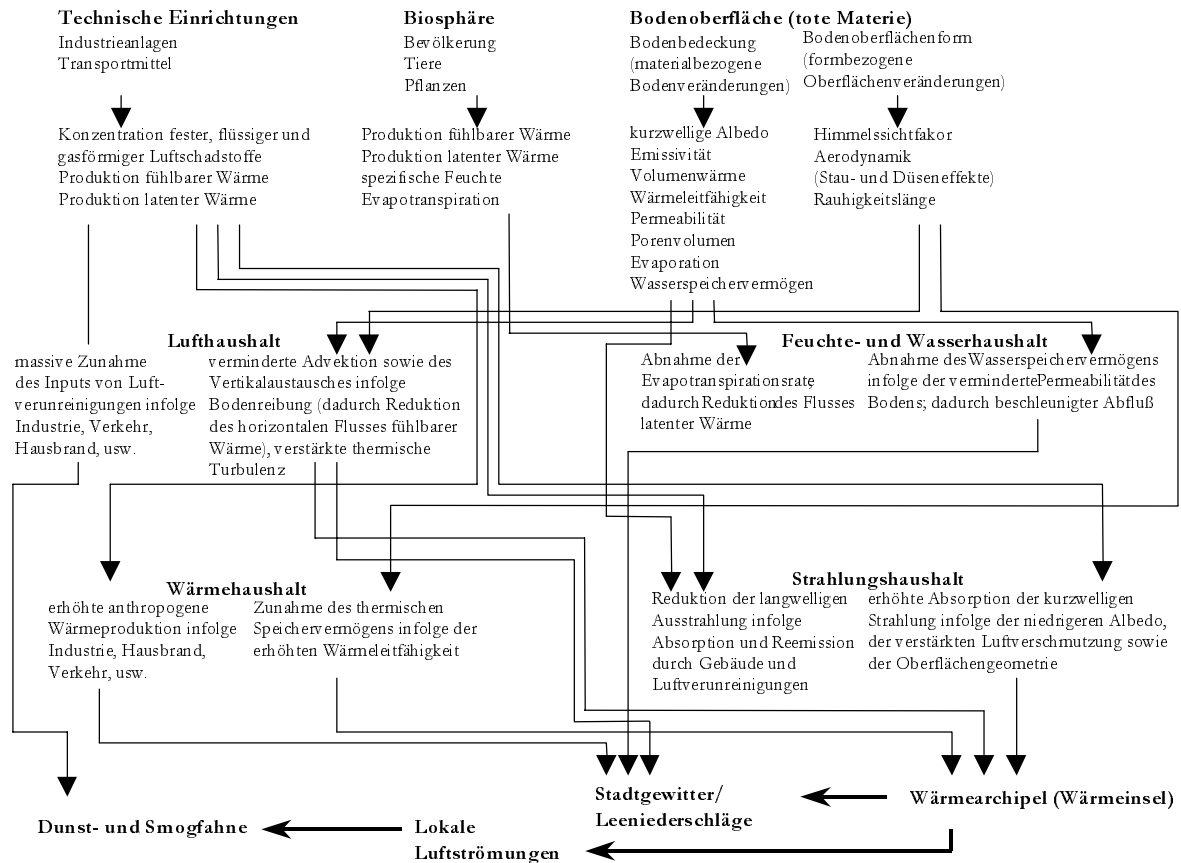 Technische Einrichtungen
Industrieanlagen
Transportmittel
Biosphäre
Bevölkerung
Tiere
Pflanzen
Bodenoberfläche (tote Materie)
Bodenbedeckung
(materialbezogene
Bodenveränderungen)
Bodenoberflächenform
(formbezogene
Oberflächenveränderungen)
Konzentration fester, flüssiger und
gasförmiger Luftschadstoffe
Produktion fühlbarer Wärme
Produktion latenter Wärme
Produktion fühlbarer Wärme
Produktion latenter Wärme
spezifische Feuchte
Evapotranspiration
kurzwellige Albedo
Emissivität
Volumenwärme
Wärmeleitfähigkeit
Permeabilität
Porenvolumen
Evaporation
Wasserspeichervermögen
Himmelssichtfakor
Aerodynamik
(Stau- und Düseneffekte)
Rauhigkeitslänge
Lufthaushalt
massive Zunahme
des Inputs von Luft-
verunreinigungen infolge
Industrie, Verkehr,
Hausbrand, usw.
verminderte Advektion sowie des
Vertikalaustausches infolge
Bodenreibung (dadurch Reduktion
des horizontalen Flusses fühlbarer
Wärme), verstärkte thermische
Turbulenz
Feuchte- und Wasserhaushalt
Abnahme der
Evapotranspirationsrate,
dadurch Reduktion des Flusses
latenter Wärme
Abnahme des Wasserspeichervermögens
infolge der verminderte Permeabilität des
Bodens; dadurch beschleunigter Abfluß
Wärmehaushalt
erhöhte anthropogene
Wärmeproduktion infolge
Industrie, Hausbrand,
Verkehr, usw.
Zunahme des thermischen
Speichervermögens infolge der
erhöhten Wärmeleitfähigkeit
Strahlungshaushalt
Reduktion der langwelligen
Ausstrahlung infolge
Absorption und Reemission
durch Gebäude und
Luftverunreinigungen
erhöhte Absorption der kurzwelligen
Strahlung infolge der niedrigeren Albedo,
der verstärkten Luftverschmutzung sowie
der Oberflächengeometrie
Stadtgewitter/
Leeniederschläge
Wärmearchipel (Wärmeinsel)
Dunst- und Smogfahne
Lokale
Luftströmungen